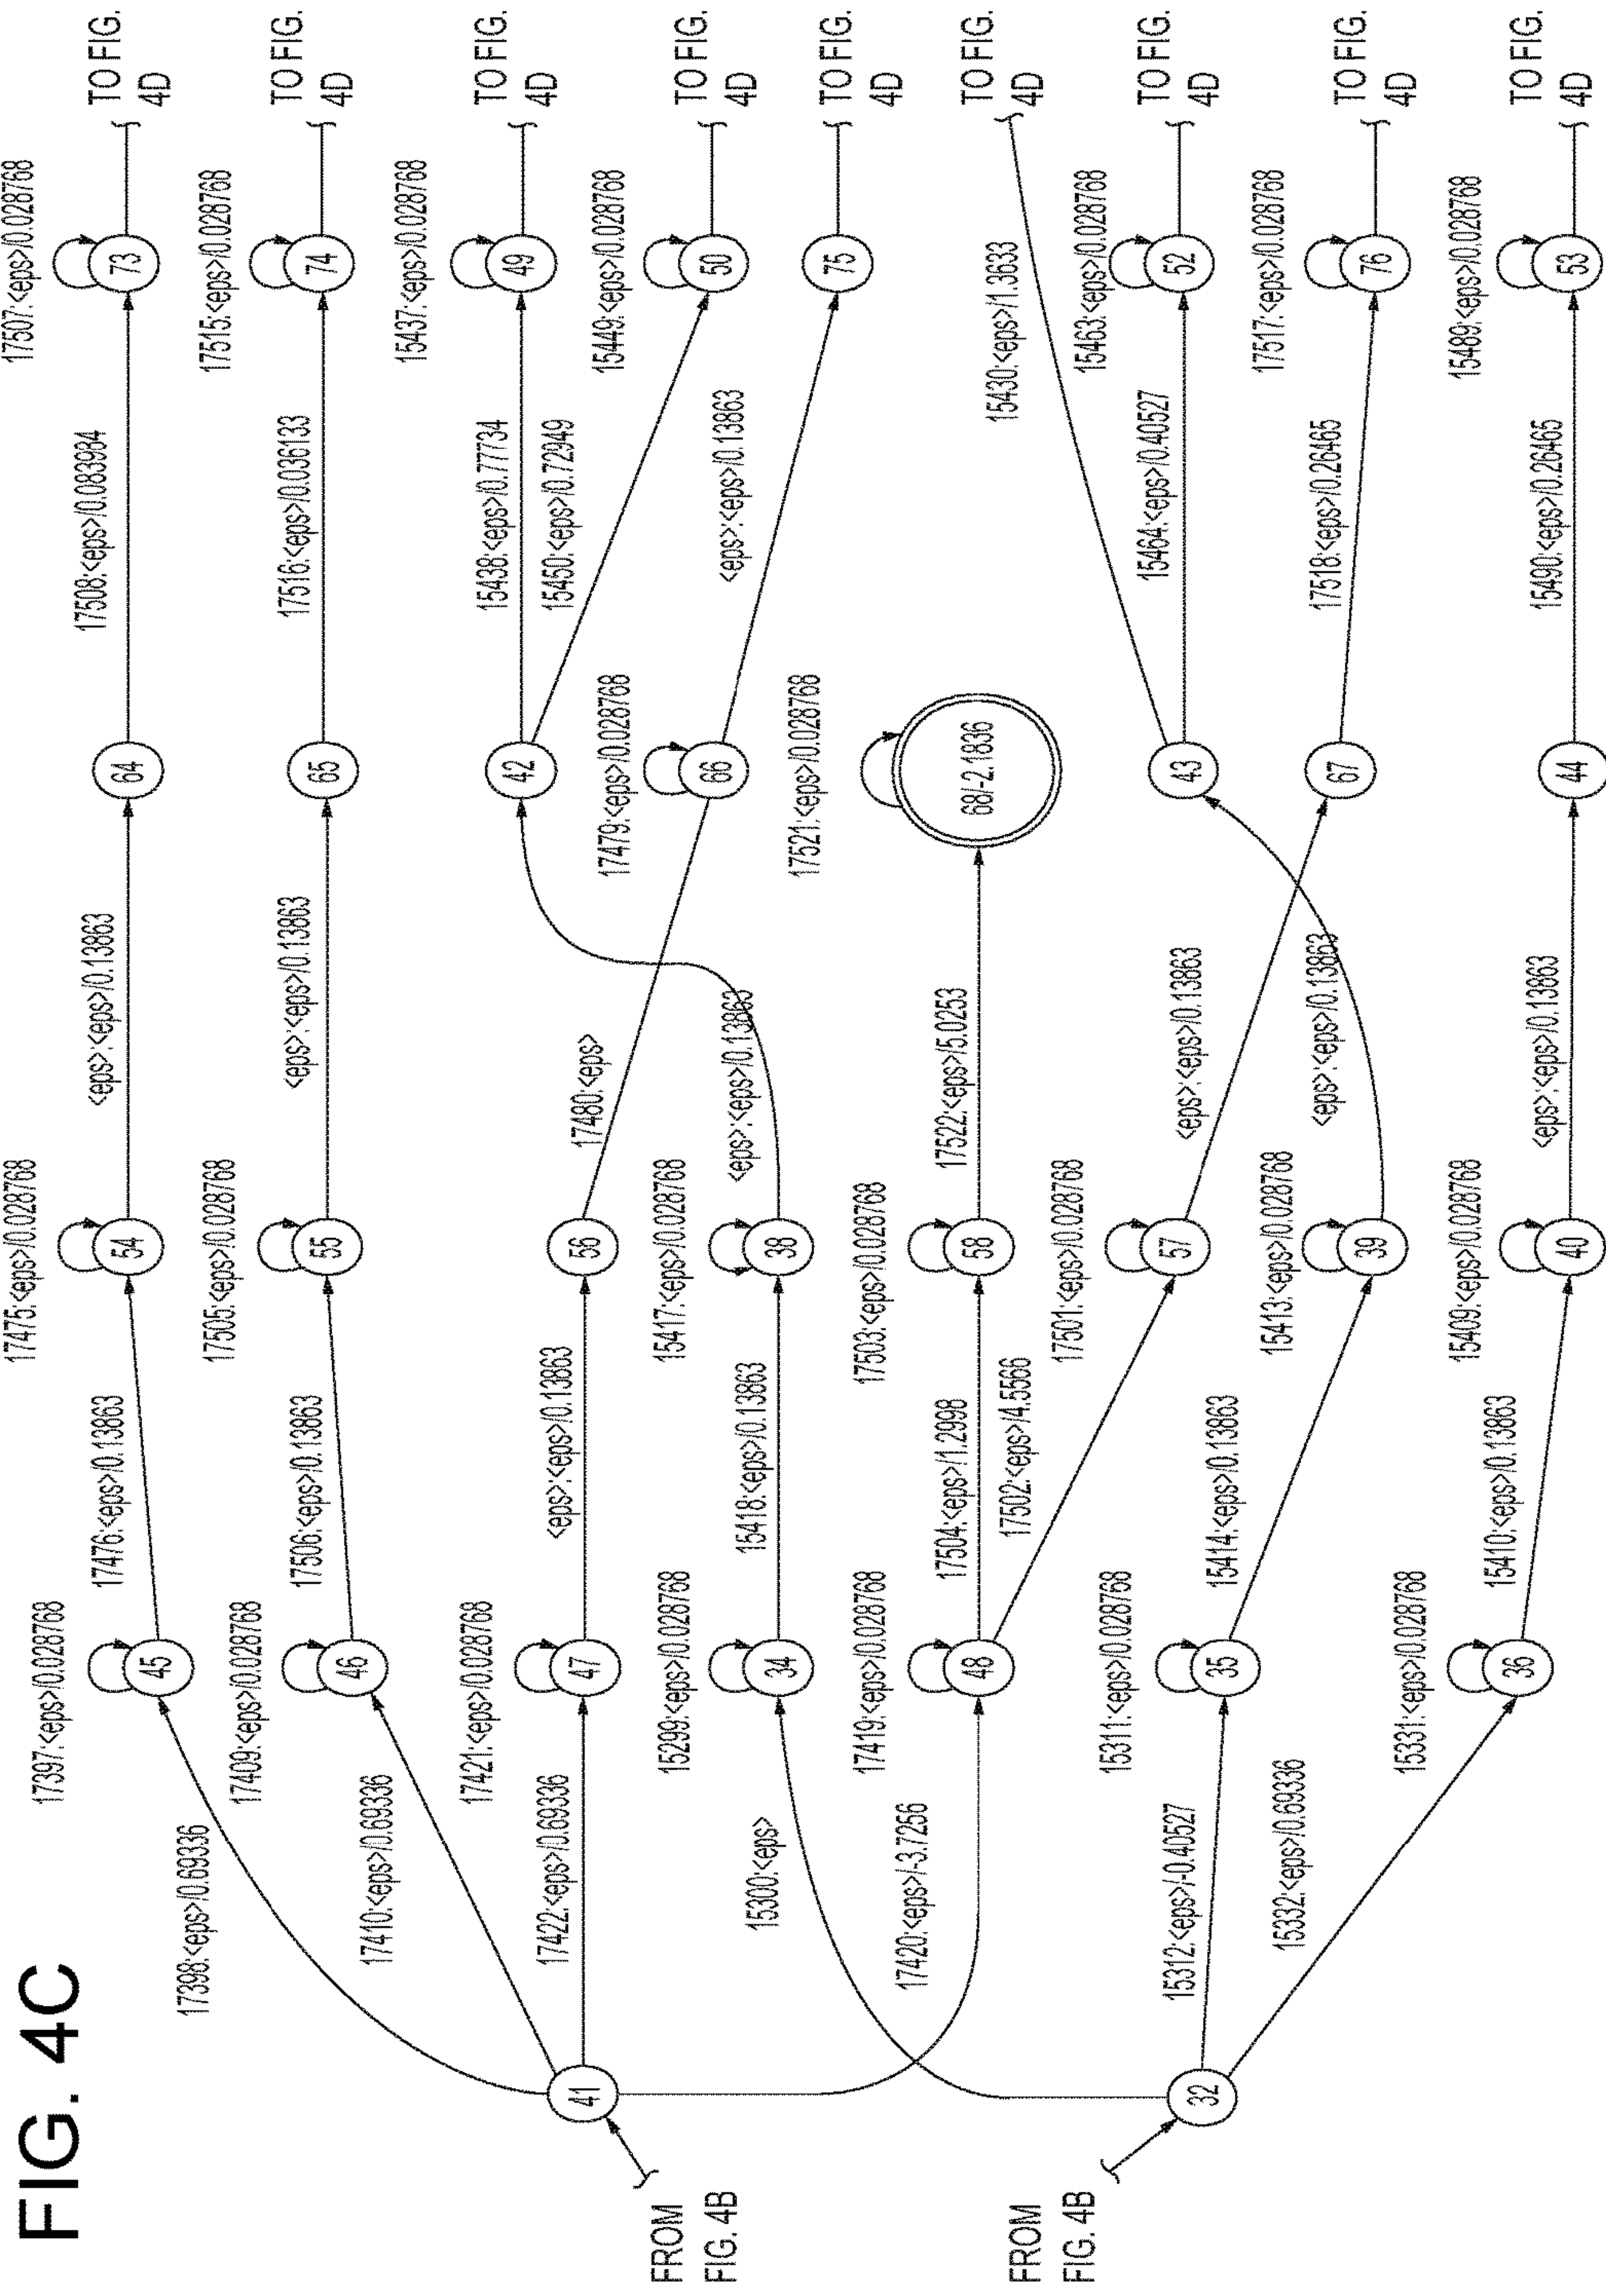 FIG. 4C
FROM
FIG. 4B
FROM
FIG. 4B
41
32
17398:<eps>/0.69336
17410:<eps>/0.69336
17422:<eps>/0.69336
15300:<eps>
17420:<eps>/-3.7256
15312:<eps>/-0.40527
15332:<eps>/0.69336
17397:<eps>/0.028768
45
17409:<eps>/0.028768
46
17421:<eps>/0.028768
47
15299:<eps>/0.028768
34
17419:<eps>/0.028768
48
15311:<eps>/0.028768
35
15331:<eps>/0.028768
36
17476:<eps>/0.13863
17506:<eps>/0.13863
<eps>:<eps>/0.13863
15418:<eps>/0.13863
17504:<eps>/1.2998
17502:<eps>/4.5566
15414:<eps>/0.13863
15410:<eps>/0.13863
17475:<eps>/0.028768
54
17505:<eps>/0.028768
55
56
15417:<eps>/0.028768
38
17503:<eps>/0.028768
58
17501:<eps>/0.028768
57
15413:<eps>/0.028768
39
15409:<eps>/0.028768
40
<eps>:<eps>/0.13863
<eps>:<eps>/0.13863
17480:<eps>
<eps>:<eps>/0.13863
17522:<eps>/5.0253
<eps>:<eps>/0.13863
<eps>:<eps>/0.13863
<eps>:<eps>/0.13863
64
65
42
17479:<eps>/0.028768
66
17521:<eps>/0.028768
68/-2.1836
43
67
44
17508:<eps>/0.083984
17516:<eps>/0.036133
15438:<eps>/0.77734
15450:<eps>/0.72949
<eps>:<eps>/0.13863
15430:<eps>/1.3633
15464:<eps>/0.40527
17518:<eps>/0.26465
15490:<eps>/0.26465
17507:<eps>/0.028768
73
17515:<eps>/0.028768
74
15437:<eps>/0.028768
49
15449:<eps>/0.028768
50
75
15463:<eps>/0.028768
52
17517:<eps>/0.028768
76
15489:<eps>/0.028768
53
TO FIG.
4D
TO FIG.
4D
TO FIG.
4D
TO FIG.
4D
TO FIG.
4D
TO FIG.
4D
TO FIG.
4D
TO FIG.
4D
TO FIG.
4D